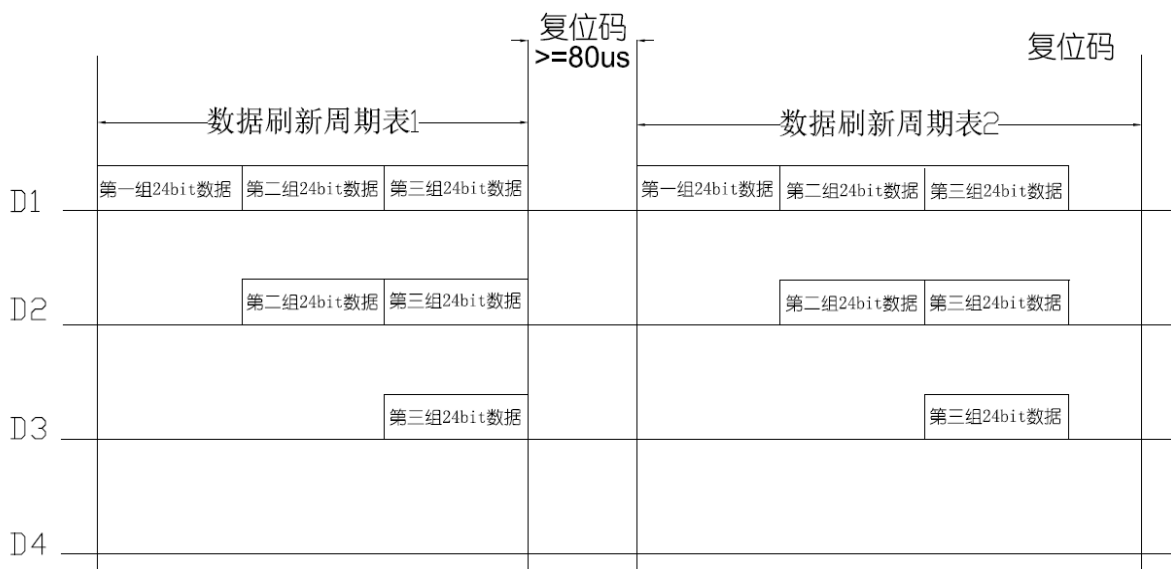 复位码
>=80us
复位码
数据刷新周期表1
数据刷新周期表2
D1
第一组24bit数据
第二组24bit数据
第三组24bit数据
第一组24bit数据
第二组24bit数据
第三组24bit数据
D2
第二组24bit数据
第三组24bit数据
第二组24bit数据
第三组24bit数据
D3
第三组24bit数据
第三组24bit数据
D4